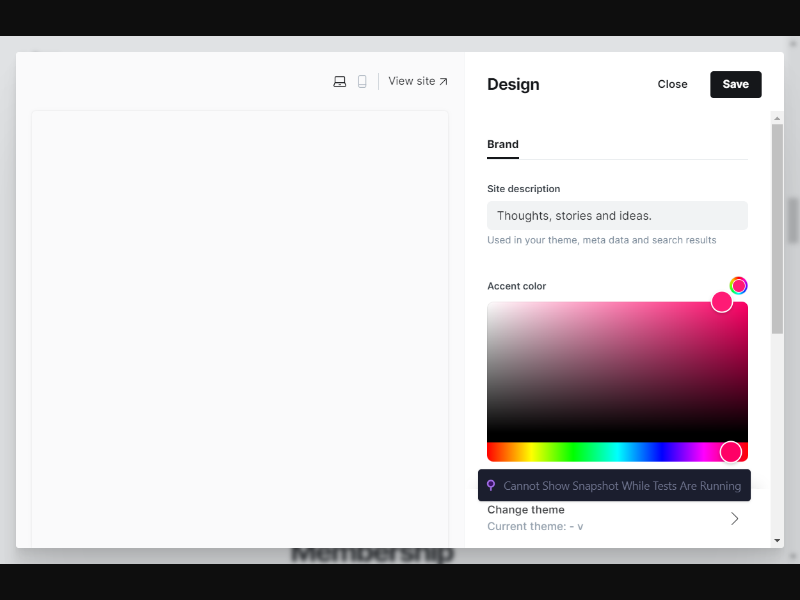 View site
Design
Close
Save
Brand
Site description
Thoughts, stories and ideas.
Used in your theme, meta data and search results
Accent color
Cannot Show Snapshot While Tests Are Running
Change theme
Current theme: - v
Membership